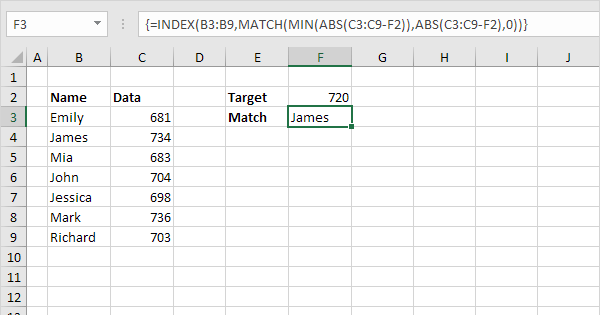 F3 {=INDEX(B3:B9,MATCH(MIN(ABS(C3:C9-F2)),ABS(C3:C9-F2),0))}
A B C D E F G H I J
1
2 Name Data Target 720
3 Emily 681 Match James
4 James 734
5 Mia 683
6 John 704
7 Jessica 698
8 Mark 736
9 Richard 703
10
11
12
13